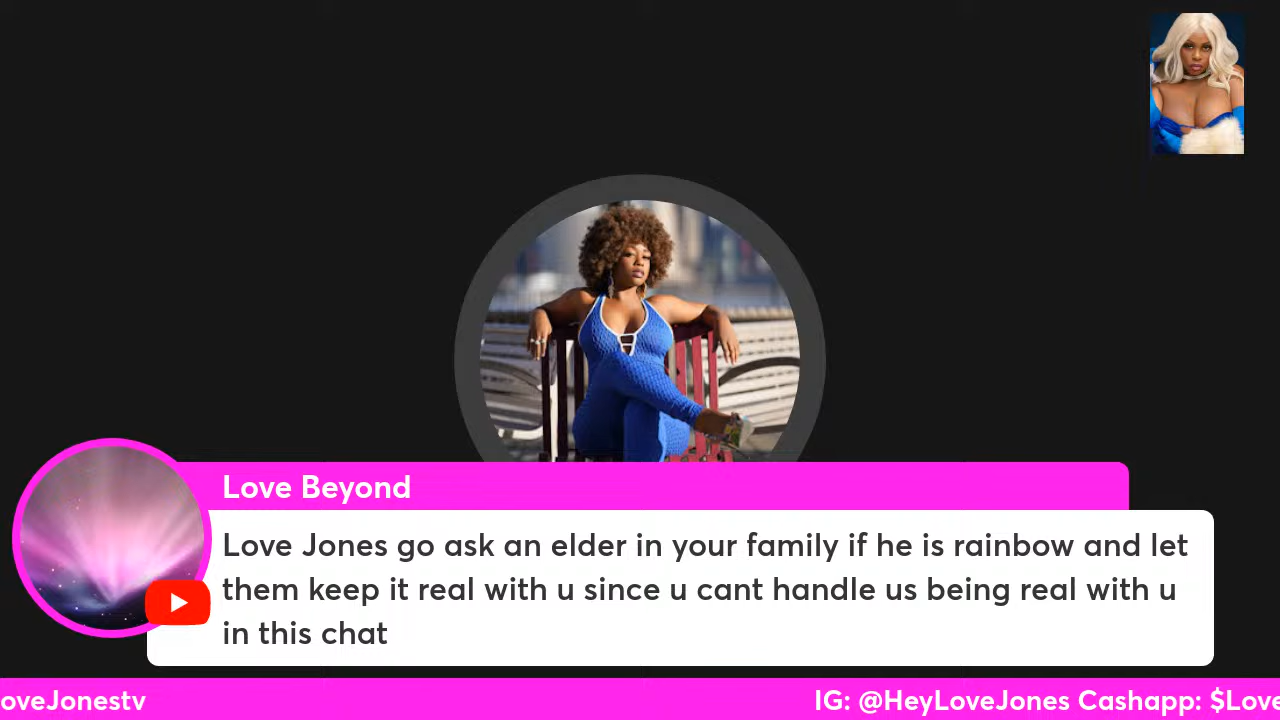 Love Beyond
Love Jones go ask an elder in your family if he is rainbow and let
them keep it real with u since u cant handle us being real with u
in this chat
oveJonestv IG: @HeyLoveJones Cashapp: $Love